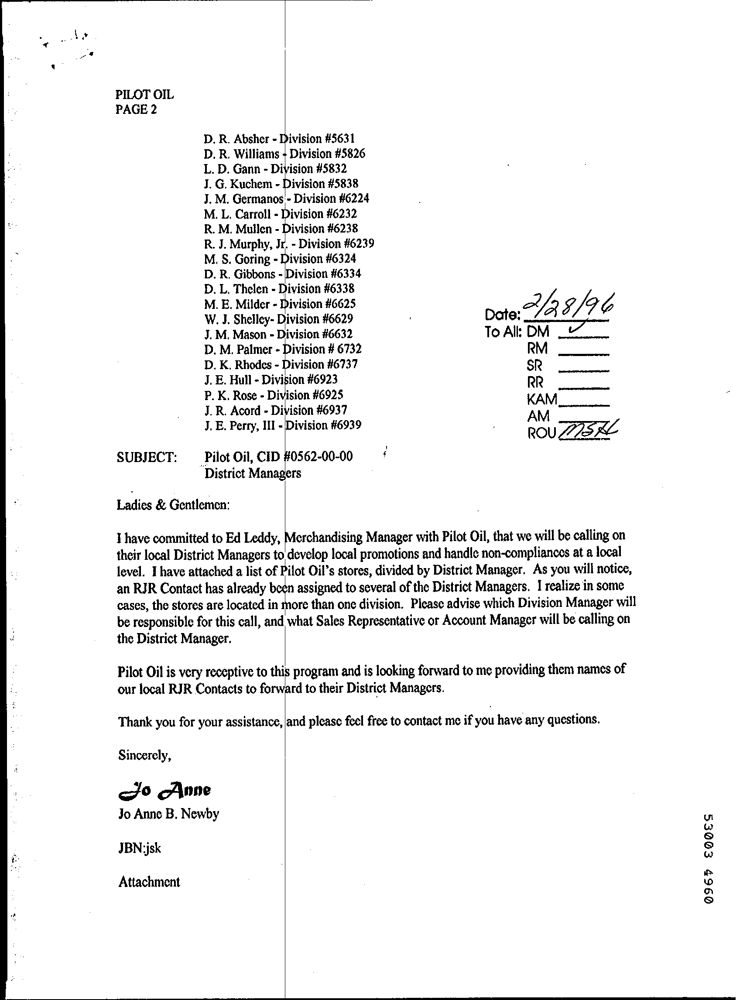 PILOT OIL
PAGE 2
D. R. Absher - Division #5631
D. R. Williams - Division #5826
L. D. Gann - Division #5832
J. G. Kuchem - Division #5838
J. M. Germanos - Division #6224
M. L. Carroll - Division #6232
R. M. Mullen - Division #6238
R. J. Murphy, Jr. - Division #6239
M. S. Goring - Division #6324
D. R. Gibbons - Division #6334
D. L. Thelen - Division #6338
M. E. Milder - Division #6625
W. J. Shelley- Division #6629
J. M. Mason - Division #6632
D. M. Palmer - Division # 6732
D. K. Rhodes - Division #6737
J. E. Hull - Division #6923
P. K. Rose - Division #6925
J. R. Acord - Division #6937
J. E. Perry, III - Division #6939
Date: 2/28/96
To All: DM ✓
RM
SR
RR
KAM
AM
ROU
SUBJECT: Pilot Oil, CID #0562-00-00
District Managers
Ladies & Gentlemen:
I have committed to Ed Leddy, Merchandising Manager with Pilot Oil, that we will be calling on
their local District Managers to develop local promotions and handle non-compliances at a local
level. I have attached a list of Pilot Oil's stores, divided by District Manager. As you will notice,
an RJR Contact has already been assigned to several of the District Managers. I realize in some
cases, the stores are located in more than one division. Please advise which Division Manager will
be responsible for this call, and what Sales Representative or Account Manager will be calling on
the District Manager.
Pilot Oil is very receptive to this program and is looking forward to me providing them names of
our local RJR Contacts to forward to their District Managers.
Thank you for your assistance, and please feel free to contact me if you have any questions.
Sincerely,
Jo Anne
Jo Anne B. Newby
JBN:jsk
Attachment
53003 4960